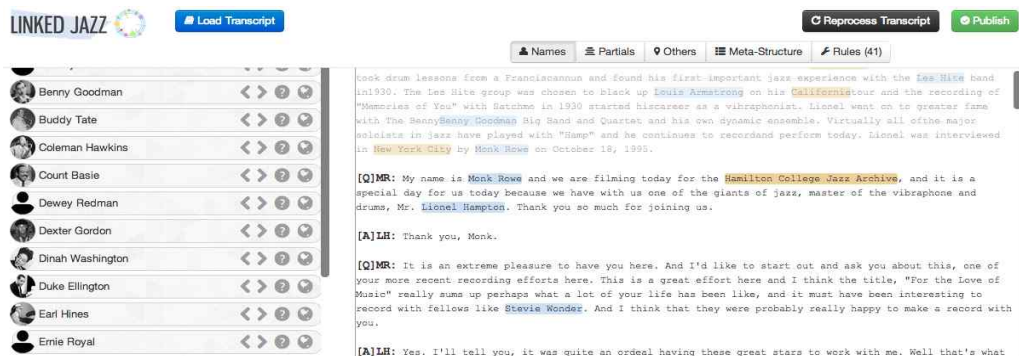 LINKED JAZZ
Load Transcript
Reprocess Transcript
Publish
Names
Partials
Others
Meta-Structure
Rules (41)
Benny Goodman
Buddy Tate
Coleman Hawkins
Count Basie
Dewey Redman
Dexter Gordon
Dinah Washington
Duke Ellington
Earl Hines
Ernie Royal
took drum lessons from a Franciscannun and found his first important jazz experience with the Les Hite band
in1930. The Les Hite group was chosen to black up Louis Armstrong on his Californietour and the recording of
"Memories of You" with Satchmo in 1930 started hiscareer as a vibraphonist. Lionel went on to greater fame
with The BennyBenny Goodman Big Band and Quartet and his own dynamic ensemble. Virtually all ofthe major
soloists in jazz have played with "Hamp" and he continues to recordand perform today. Lionel was interviewed
in New York City by Monk Rowe on October 18, 1995.
[Q]MR: My name is Monk Rowe and we are filming today for the Hamilton College Jazz Archive, and it is a
special day for us today because we have with us one of the giants of jazz, master of the vibraphone and
drums, Mr. Lionel Hampton. Thank you so much for joining us.
[A]LH: Thank you, Monk.
[Q]MR: It is an extreme pleasure to have you here. And I'd like to start out and ask you about this, one of
your more recent recording efforts here. This is a great effort here and I think the title, "For the Love of
Music" really sums up perhaps what a lot of your life has been like, and it must have been interesting to
record with fellows like Stevie Wonder. And I think that they were probably really happy to make a record with
you.
[A]LH: Yes. I'll tell you, it was quite an ordeal having these great stars to work with me. Well that's what